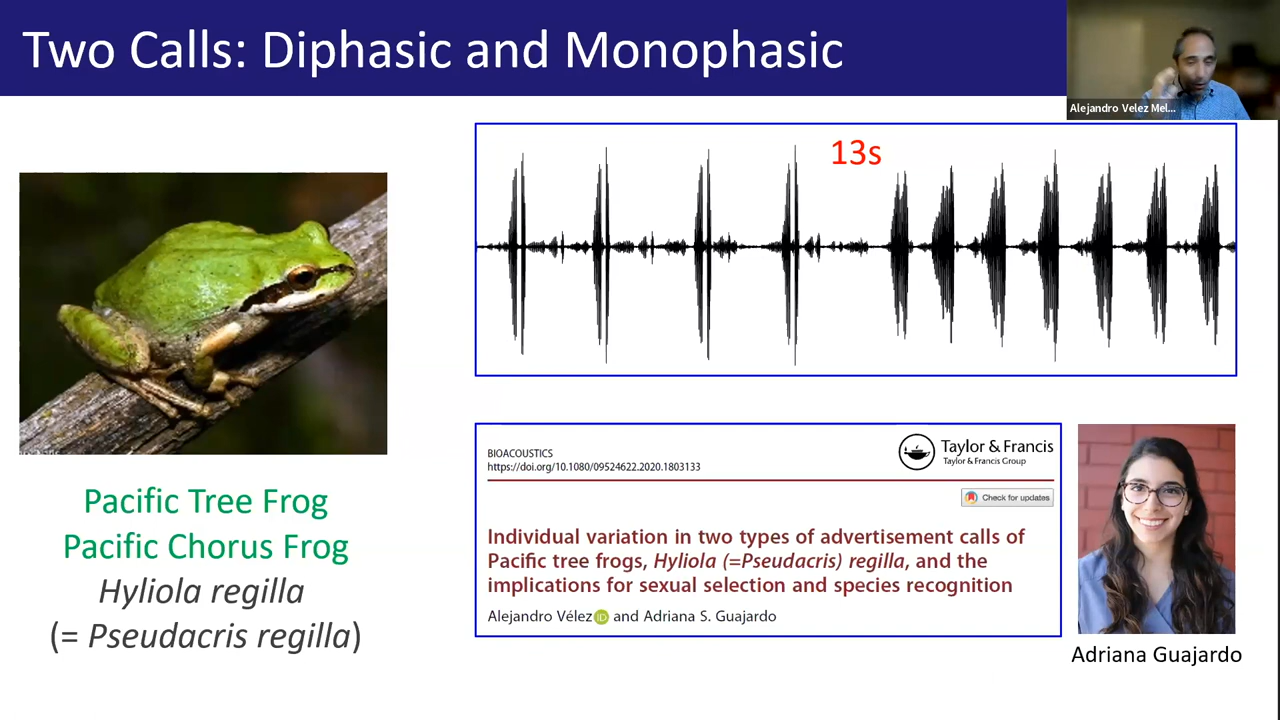 Two Calls: Diphasic and Monophasic
Alejandro Velez Mel...
13s
Pacific Tree Frog
Pacific Chorus Frog
Hyliola regilla
(= Pseudacris regilla)
BIOACOUSTICS
https://doi.org/10.1080/09524622.2020.1803133
Taylor & Francis
Taylor & Francis Group
Check for updates
Individual variation in two types of advertisement calls of
Pacific tree frogs, Hyliola (=Pseudacris) regilla, and the
implications for sexual selection and species recognition
Alejandro Vélez iD and Adriana S. Guajardo
Adriana Guajardo